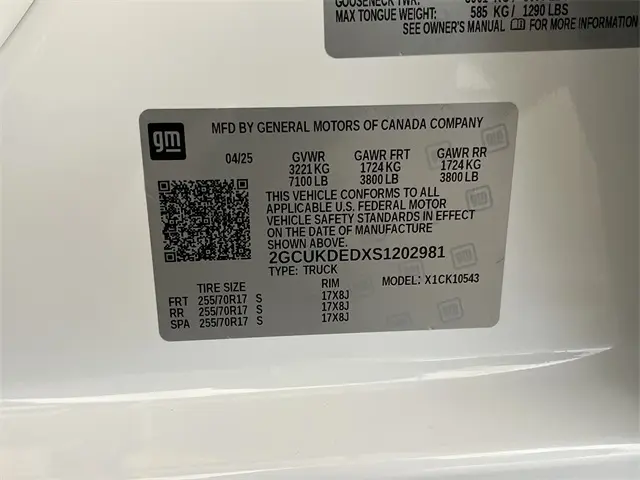 MAX TONGUE WEIGHT: 585 KG / 1290 LBS
SEE OWNER'S MANUAL FOR MORE INFORMATION
gm
MFD BY GENERAL MOTORS OF CANADA COMPANY
04/25 GVWR GAWR FRT GAWR RR
3221 KG 1724 KG 1724 KG
7100 LB 3800 LB 3800 LB
THIS VEHICLE CONFORMS TO ALL
APPLICABLE U.S. FEDERAL MOTOR
VEHICLE SAFETY STANDARDS IN EFFECT
ON THE DATE OF MANUFACTURE
SHOWN ABOVE.
2GCUKDEDXS1202981
TYPE: TRUCK MODEL: X1CK10543
TIRE SIZE RIM
FRT 255/70R17 S 17X8J
RR 255/70R17 S 17X8J
SPA 255/70R17 S 17X8J